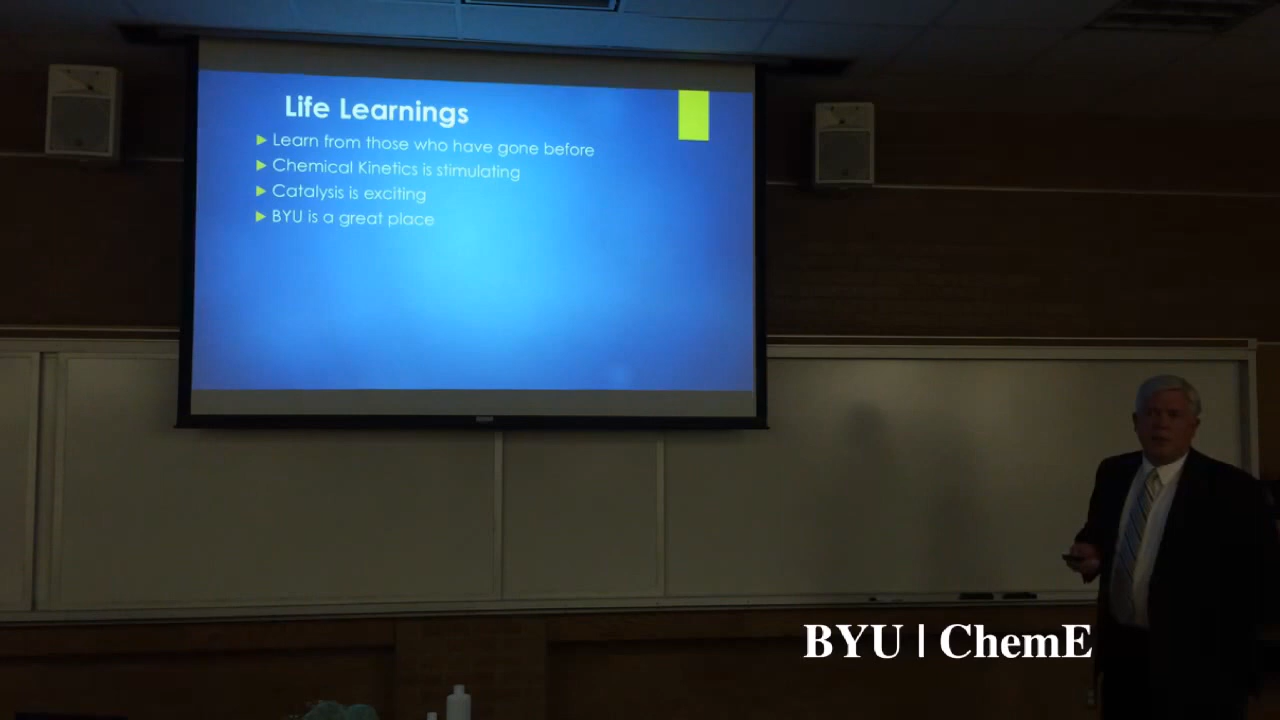 Life Learnings
Learn from those who have gone before
Chemical Kinetics is stimulating
Catalysis is exciting
BYU is a great place
BYU | ChemE